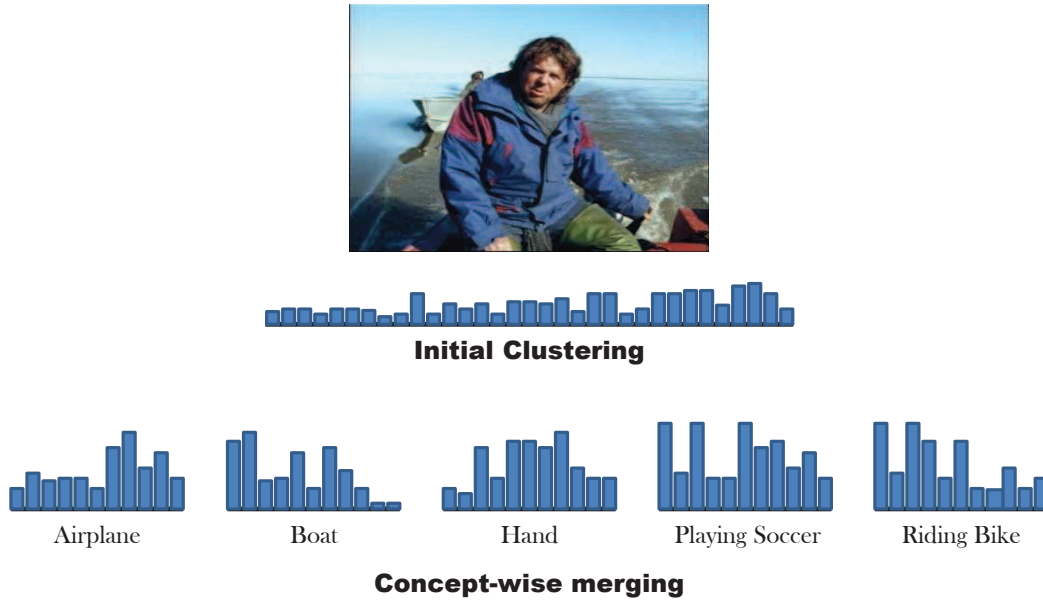 Initial Clustering
Airplane Boat Hand Playing Soccer Riding Bike
Concept-wise merging